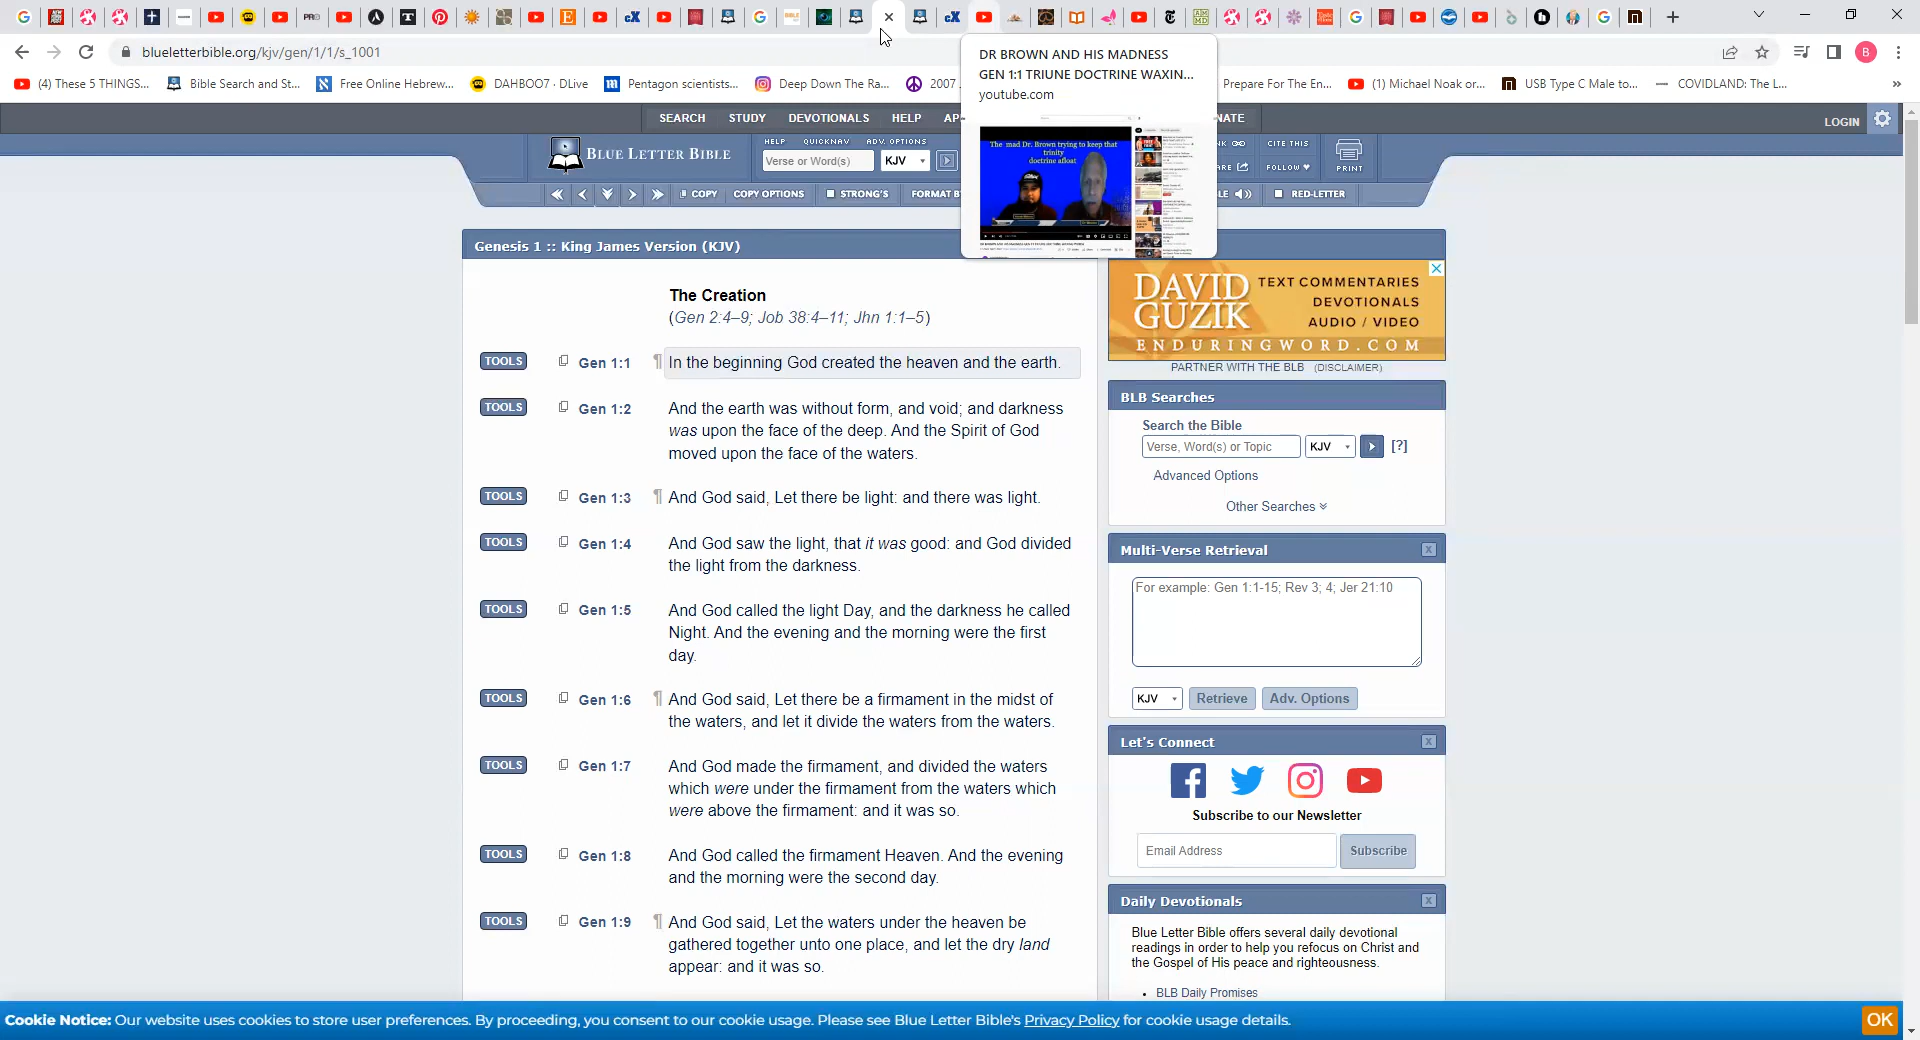 blueletterbible.org/kjv/gen/1/1/s_1001
B
(4) These 5 THINGS...
Bible Search and St...
Free Online Hebrew...
DAHBOO7 - DLive
Pentagon scientists...
Deep Down The Ra...
2007
Prepare For The En...
(1) Michael Noak or...
USB Type C Male to...
COVIDLAND: The L...
DR BROWN AND HIS MADNESS
GEN 1:1 TRIUNE DOCTRINE WAXIN...
youtube.com
The mad Dr. Brown trying to keep that
trinity
doctrine afloat
SEARCH
STUDY
DEVOTIONALS
HELP
AP
NATE
LOGIN
BLUE LETTER BIBLE
HELP QUICKNAV ADV. OPTIONS
Verse or Word(s)
KJV
NK
CITE THIS
ARE
FOLLOW
PRINT
COPY
COPY OPTIONS
STRONG'S
FORMAT B
LE
RED-LETTER
Genesis 1 :: King James Version (KJV)
The Creation
(Gen 2:4–9; Job 38:4–11; Jhn 1:1–5)
TOOLS Gen 1:1 ¶ In the beginning God created the heaven and the earth.
TOOLS Gen 1:2 And the earth was without form, and void; and darkness
was upon the face of the deep. And the Spirit of God
moved upon the face of the waters.
TOOLS Gen 1:3 ¶ And God said, Let there be light: and there was light.
TOOLS Gen 1:4 And God saw the light, that it was good: and God divided
the light from the darkness.
TOOLS Gen 1:5 And God called the light Day, and the darkness he called
Night. And the evening and the morning were the first
day.
TOOLS Gen 1:6 ¶ And God said, Let there be a firmament in the midst of
the waters, and let it divide the waters from the waters.
TOOLS Gen 1:7 And God made the firmament, and divided the waters
which were under the firmament from the waters which
were above the firmament: and it was so.
TOOLS Gen 1:8 And God called the firmament Heaven. And the evening
and the morning were the second day.
TOOLS Gen 1:9 ¶ And God said, Let the waters under the heaven be
gathered together unto one place, and let the dry land
appear: and it was so.
DAVID
GUZIK
TEXT COMMENTARIES
DEVOTIONALS
AUDIO / VIDEO
ENDURINGWORD.COM
PARTNER WITH THE BLB (DISCLAIMER)
BLB Searches
Search the Bible
Verse, Word(s) or Topic
KJV
[?]
Advanced Options
Other Searches
Multi-Verse Retrieval
x
For example: Gen 1:1-15; Rev 3; 4; Jer 21:10
KJV
Retrieve
Adv. Options
Let's Connect
x
Subscribe to our Newsletter
Email Address
Subscribe
Daily Devotionals
x
Blue Letter Bible offers several daily devotional
readings in order to help you refocus on Christ and
the Gospel of His peace and righteousness.
• BLB Daily Promises
Cookie Notice: Our website uses cookies to store user preferences. By proceeding, you consent to our cookie usage. Please see Blue Letter Bible's Privacy Policy for cookie usage details.
OK